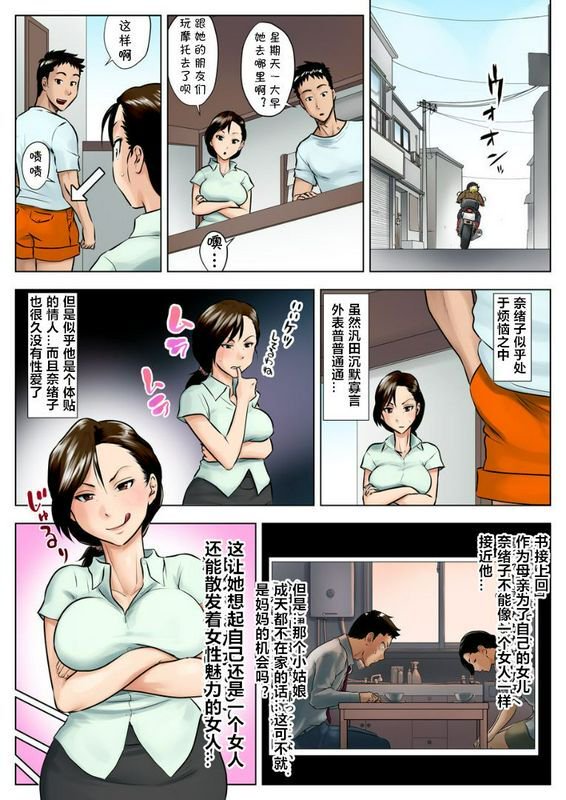 ウォオン…
星期天一大早
她去哪里啊?
跟她的朋友们
玩摩托去了呗
噢…
这样啊
啧啧
奈绪子似乎处
于烦恼之中
虽然汎田沉默寡言
外表普普通通…
ムラ
ムラ
但是似乎他是个体贴
的情人…而且奈绪子
也很久没有性爱了
书接上回
作为母亲为了自己的女儿
奈绪子不能像一个女人一样
接近他…
但是…那个小姑娘
成天都不在家的话…这可不就
是妈妈的机会吗?
这让她想起自己还是一个女人
还能散发着女性魅力的女人…
じゅるり